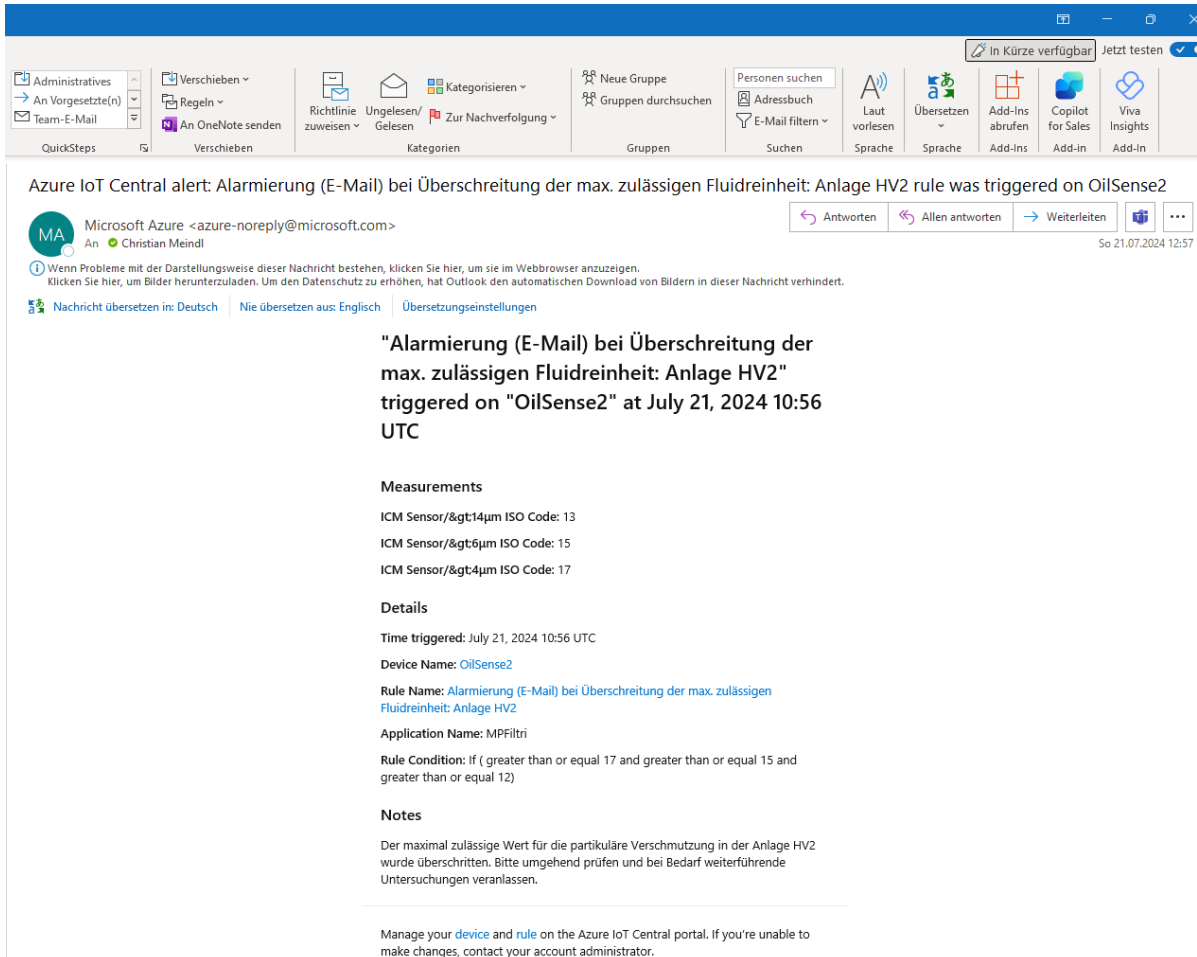 In Kürze verfügbar Jetzt testen
Administratives
An Vorgesetzte(n)
Team-E-Mail
QuickSteps
Verschieben
Regeln
An OneNote senden
Verschieben
Richtlinie
zuweisen
Ungelesen/
Gelesen
Kategorisieren
Zur Nachverfolgung
Kategorien
Neue Gruppe
Gruppen durchsuchen
Gruppen
Personen suchen
Adressbuch
E-Mail filtern
Suchen
Laut
vorlesen
Sprache
Übersetzen
Sprache
Add-Ins
abrufen
Add-Ins
Copilot
for Sales
Add-in
Viva
Insights
Add-In
Azure IoT Central alert: Alarmierung (E-Mail) bei Überschreitung der max. zulässigen Fluidreinheit: Anlage HV2 rule was triggered on OilSense2
MA
Microsoft Azure <azure-noreply@microsoft.com>
An Christian Meindl
Antworten
Allen antworten
Weiterleiten
So 21.07.2024 12:57
Wenn Probleme mit der Darstellungsweise dieser Nachricht bestehen, klicken Sie hier, um sie im Webbrowser anzuzeigen.
Klicken Sie hier, um Bilder herunterzuladen. Um den Datenschutz zu erhöhen, hat Outlook den automatischen Download von Bildern in dieser Nachricht verhindert.
Nachricht übersetzen in: Deutsch Nie übersetzen aus: Englisch Übersetzungseinstellungen
"Alarmierung (E-Mail) bei Überschreitung der
max. zulässigen Fluidreinheit: Anlage HV2"
triggered on "OilSense2" at July 21, 2024 10:56
UTC
Measurements
ICM Sensor/&gt;14µm ISO Code: 13
ICM Sensor/&gt;6µm ISO Code: 15
ICM Sensor/&gt;4µm ISO Code: 17
Details
Time triggered: July 21, 2024 10:56 UTC
Device Name: OilSense2
Rule Name: Alarmierung (E-Mail) bei Überschreitung der max. zulässigen
Fluidreinheit: Anlage HV2
Application Name: MPFiltri
Rule Condition: If ( greater than or equal 17 and greater than or equal 15 and
greater than or equal 12)
Notes
Der maximal zulässige Wert für die partikuläre Verschmutzung in der Anlage HV2
wurde überschritten. Bitte umgehend prüfen und bei Bedarf weiterführende
Untersuchungen veranlassen.
Manage your device and rule on the Azure IoT Central portal. If you're unable to
make changes, contact your account administrator.